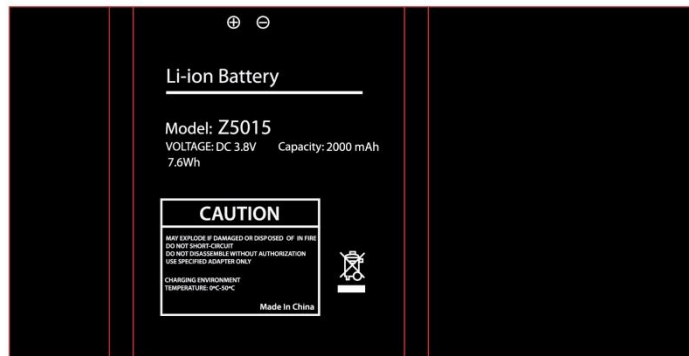 ⊕ ⊖
Li-ion Battery
Model: Z5015
VOLTAGE: DC 3.8V Capacity: 2000 mAh
7.6Wh
CAUTION
MAY EXPLODE IF DAMAGED OR DISPOSED OF IN FIRE
DO NOT SHORT-CIRCUIT
DO NOT DISASSEMBLE WITHOUT AUTHORIZATION
USE SPECIFIED ADAPTER ONLY
CHARGING ENVIRONMENT
TEMPERATURE: 0ºC-50ºC
Made In China